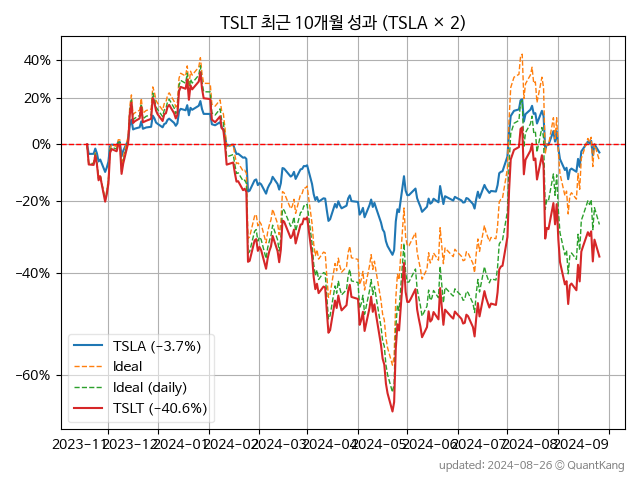 TSLT 최근 10개월 성과 (TSLA × 2)
40%
20%
0%
−20%
−40%
−60%
TSLA (−3.7%)
Ideal
Ideal (daily)
TSLT (−40.6%)
2023-11 2023-12 2024-01 2024-02 2024-03 2024-04 2024-05 2024-06 2024-07 2024-08 2024-09
updated: 2024-08-26 © QuantKang